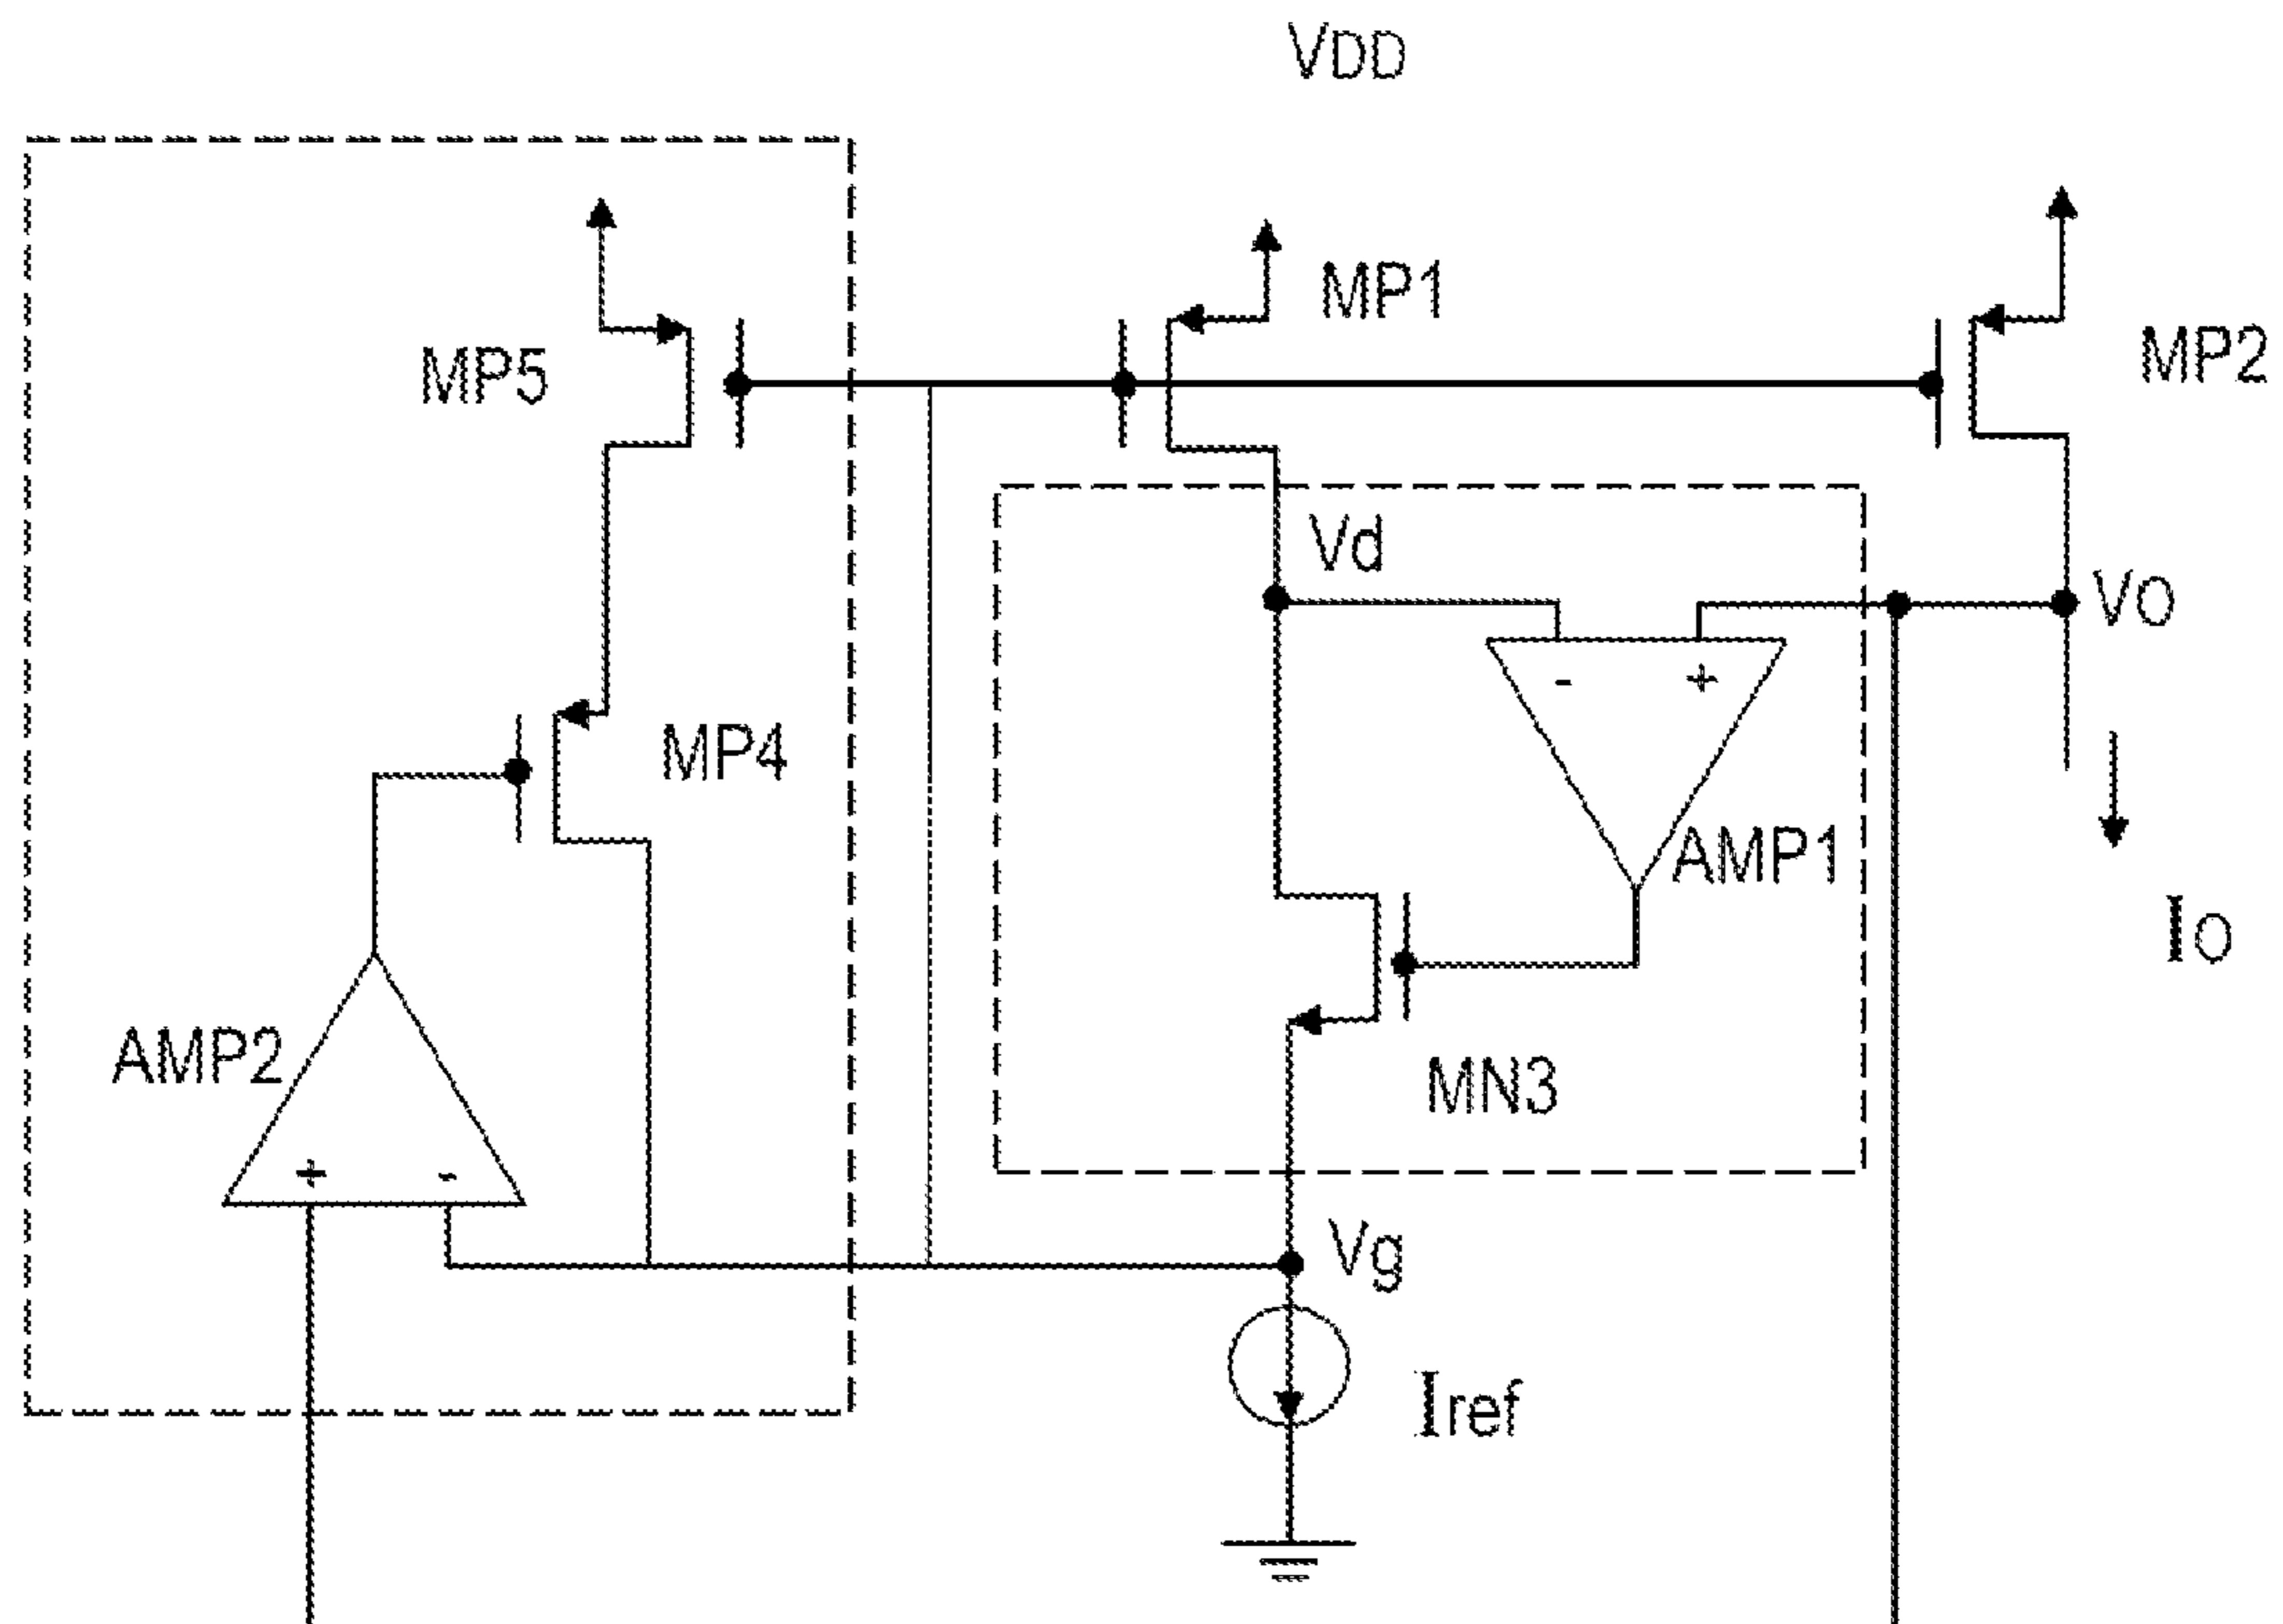 VDD
MP1
MP2
MP5
Vd
VO
- +
MP4
AMP1
IO
AMP2
MN3
+ -
Vg
Iref